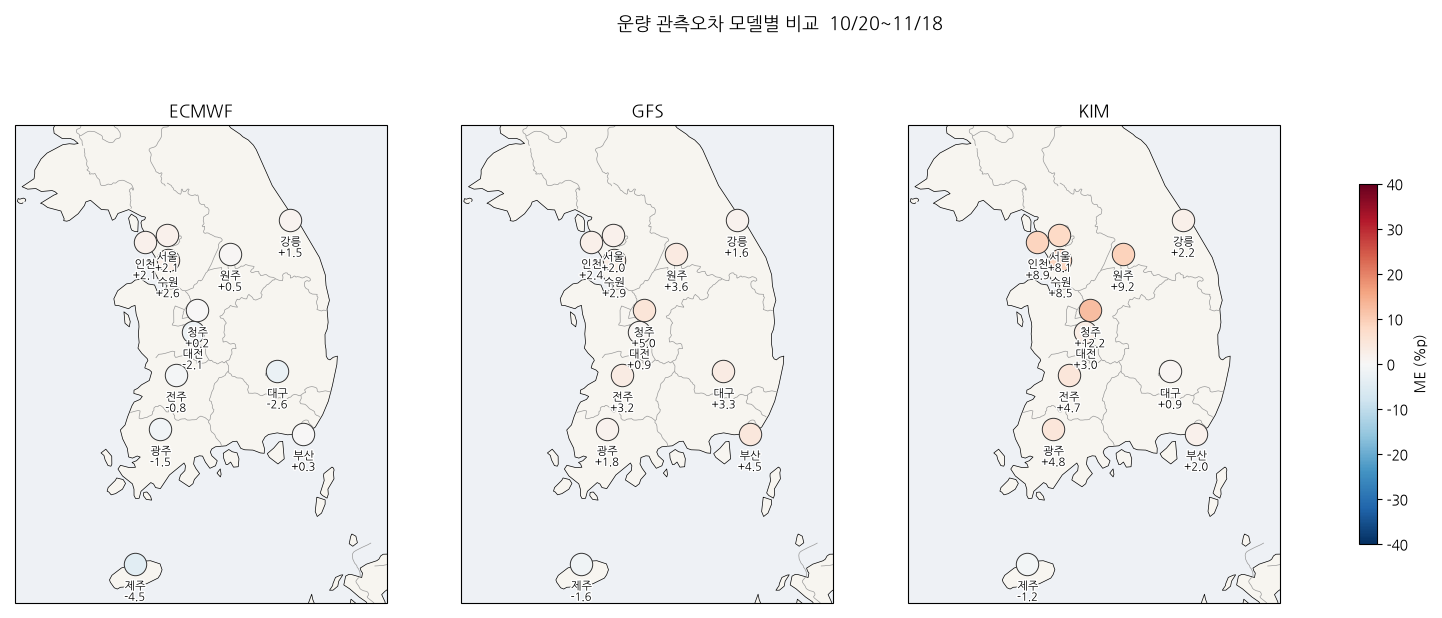 운량 관측오차 모델별 비교 10/20~11/18
ECMWF
강릉
+1.5
서울
+2.1
인천
+2.1
수원
+2.6
원주
+0.5
청주
+0.2
대전
-2.1
전주
-0.8
대구
-2.6
광주
-1.5
부산
+0.3
제주
-4.5
GFS
강릉
+1.6
서울
+2.0
인천
+2.4
수원
+2.9
원주
+3.6
청주
+5.0
대전
+0.9
전주
+3.2
대구
+3.3
광주
+1.8
부산
+4.5
제주
-1.6
KIM
강릉
+2.2
서울
+8.1
인천
+8.9
수원
+8.5
원주
+9.2
청주
+12.2
대전
+3.0
전주
+4.7
대구
+0.9
광주
+4.8
부산
+2.0
제주
-1.2
40
30
20
10
0
-10
-20
-30
-40
ME (%p)